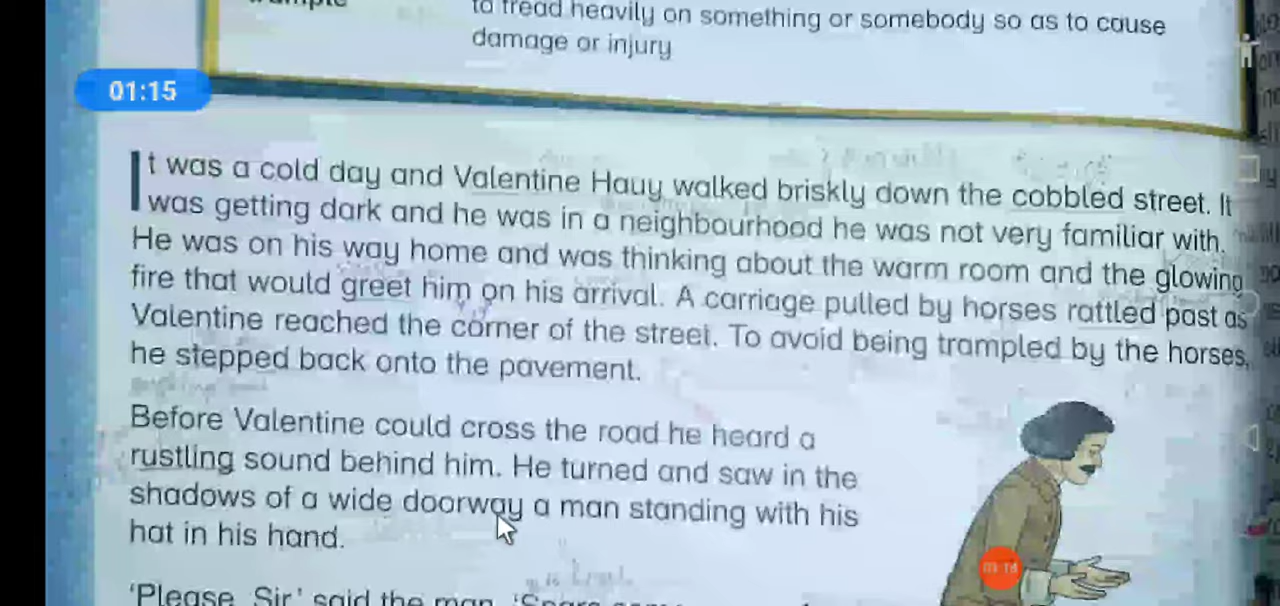 to tread heavily on something or somebody so as to cause
damage or injury
01:15
It was a cold day and Valentine Hauy walked briskly down the cobbled street. It
was getting dark and he was in a neighbourhood he was not very familiar with.
He was on his way home and was thinking about the warm room and the glowing
fire that would greet him on his arrival. A carriage pulled by horses rattled past as
Valentine reached the corner of the street. To avoid being trampled by the horses,
he stepped back onto the pavement.
Before Valentine could cross the road he heard a
rustling sound behind him. He turned and saw in the
shadows of a wide doorway a man standing with his
hat in his hand.
'Please, Sir' said the man. 'Spare some